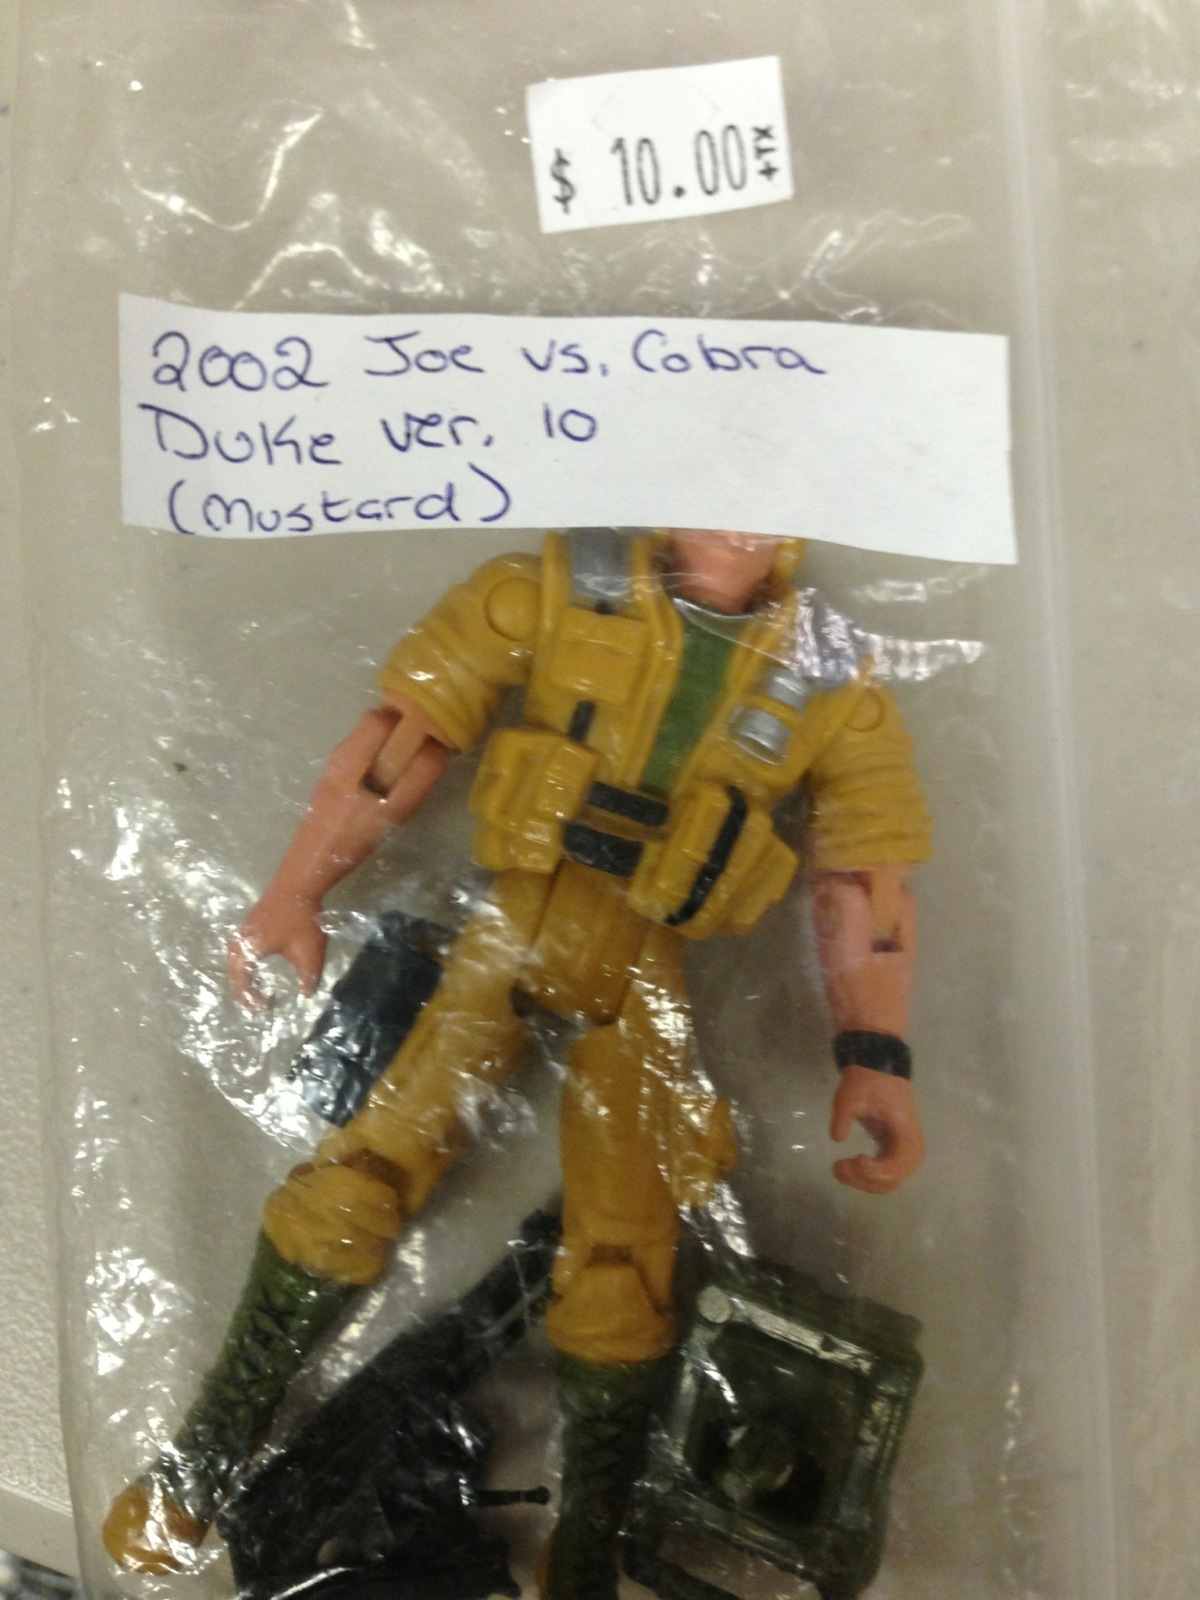 $ 10.00 +TX
2002 Joe vs. Cobra
Duke ver. 10
(Mustard)